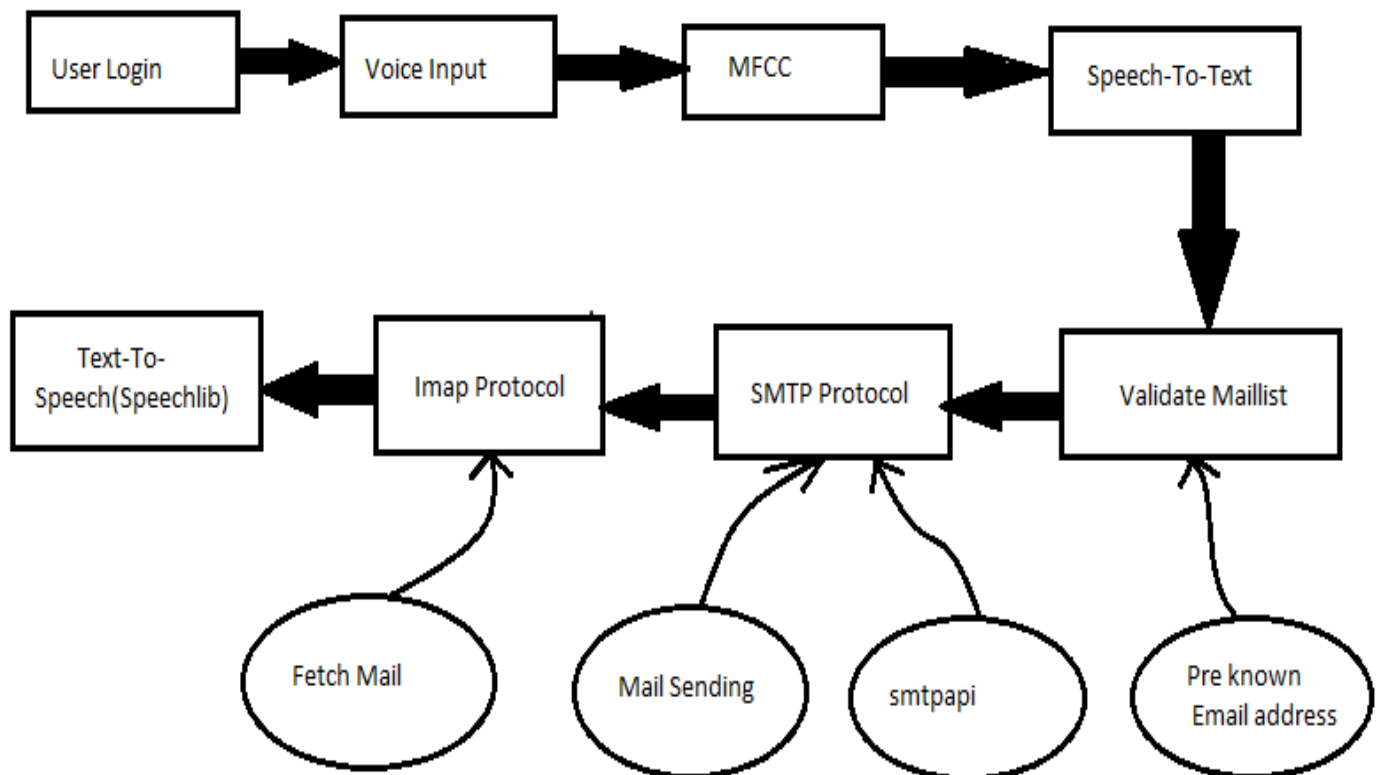 User Login
Voice Input
MFCC
Speech-To-Text
Text-To-
Speech(Speechlib)
Imap Protocol
SMTP Protocol
Validate Maillist
Fetch Mail
Mail Sending
smtpapi
Pre known
Email address